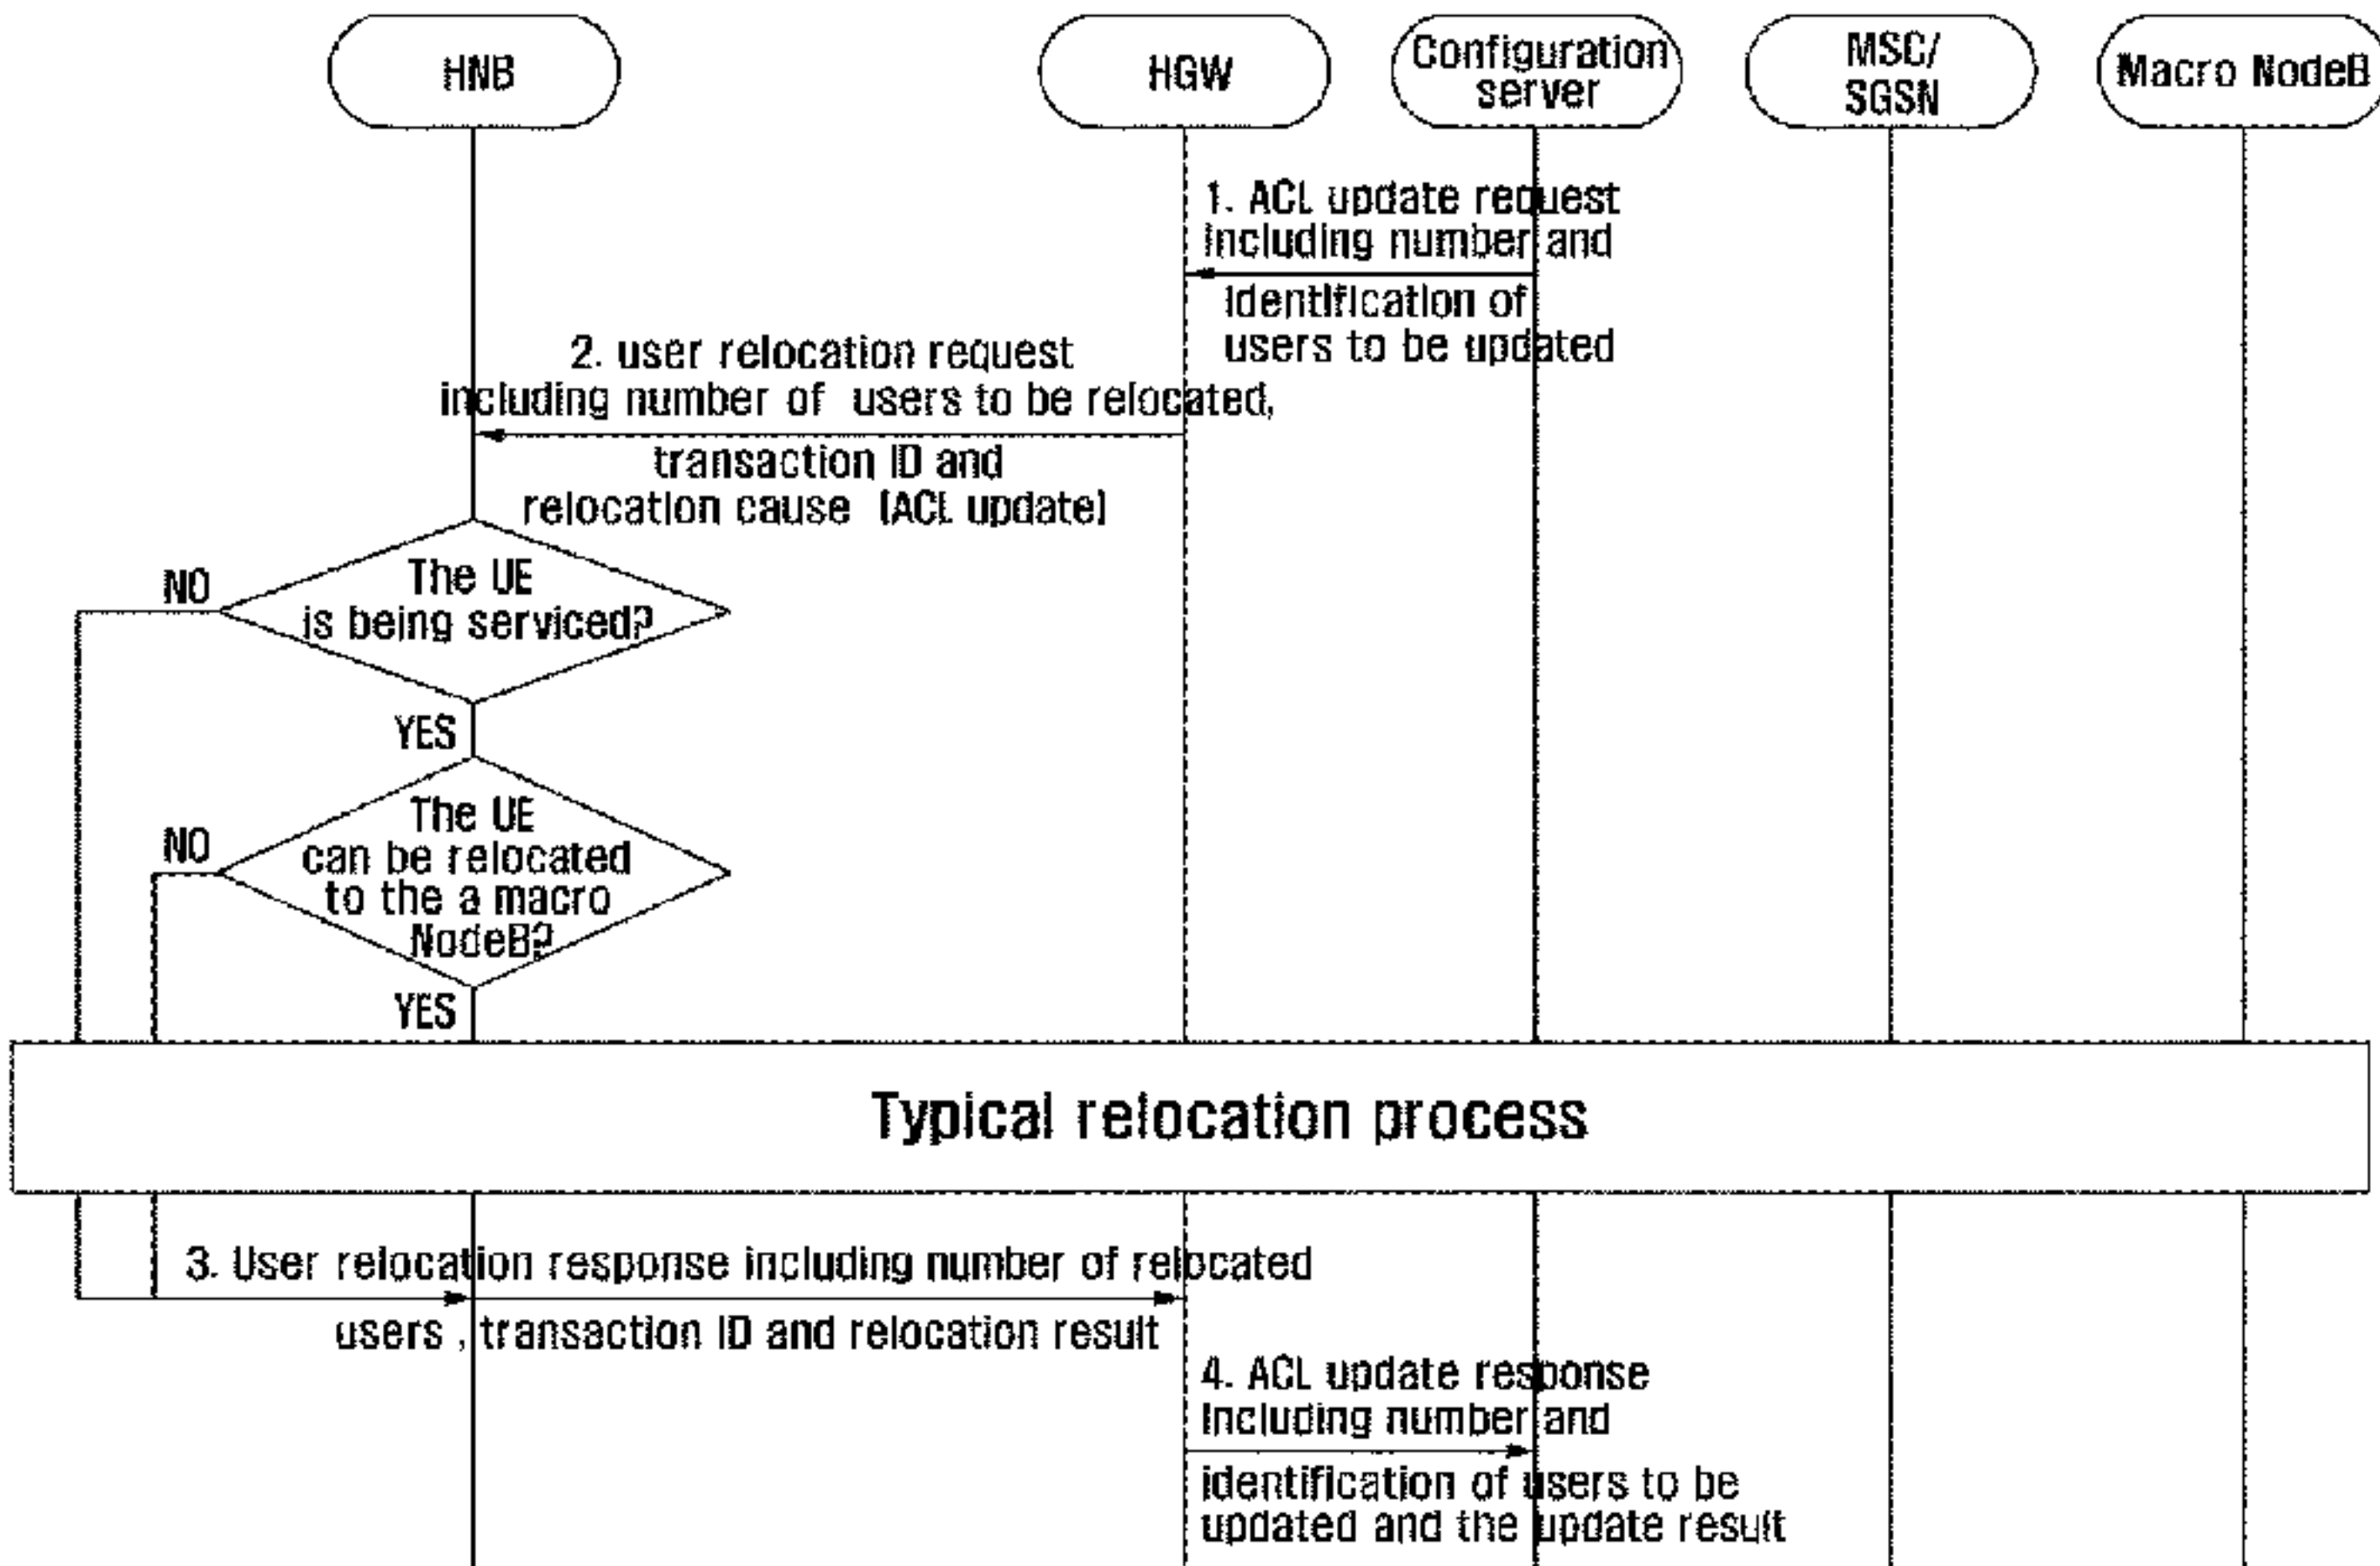 HNB
HGW
Configuration
server
MSC/
SGSN
Macro NodeB
1. ACL update request
including number and
identification of
users to be updated
2. user relocation request
including number of users to be relocated,
transaction ID and
relocation cause (ACL update)
The UE
is being serviced?
NO
YES
The UE
can be relocated
to the a macro
NodeB?
NO
YES
Typical relocation process
3. User relocation response including number of relocated
users , transaction ID and relocation result
4. ACL update response
Including number and
identification of users to be
updated and the update result